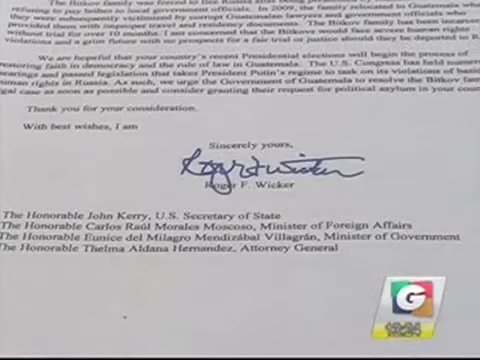 The Bitkov family was forced to flee Russia after being
refusing to pay bribes to local government officials. In 2009, the family relocated to Guatemala whe
they were subsequently victimized by corrupt Guatemalan lawyers and government officials who
provided them with improper travel and residency documents. The Bitkov family has been incarce
without trial for over 10 months. I am concerned that the Bitkovs would face severe human rights
violations and a grim future with no prospects for a fair trial or justice should they be deported to R
We are hopeful that your country's recent Presidential elections will begin the process of
restoring faith in democracy and the rule of law in Guatemala. The U.S. Congress has held numer
hearings and passed legislation that takes President Putin's regime to task on its violations of basic
human rights in Russia. As such, we urge the Government of Guatemala to resolve the Bitkov fam
legal case as soon as possible and consider granting their request for political asylum in your coun
Thank you for your consideration.
With best wishes, I am
Sincerely yours,
Roger F. Wicker
Roger F. Wicker
The Honorable John Kerry, U.S. Secretary of State
The Honorable Carlos Raúl Morales Moscoso, Minister of Foreign Affairs
The Honorable Eunice del Milagro Mendizábal Villagrán, Minister of Government
The Honorable Thelma Aldana Hernandez, Attorney General
G
12:24